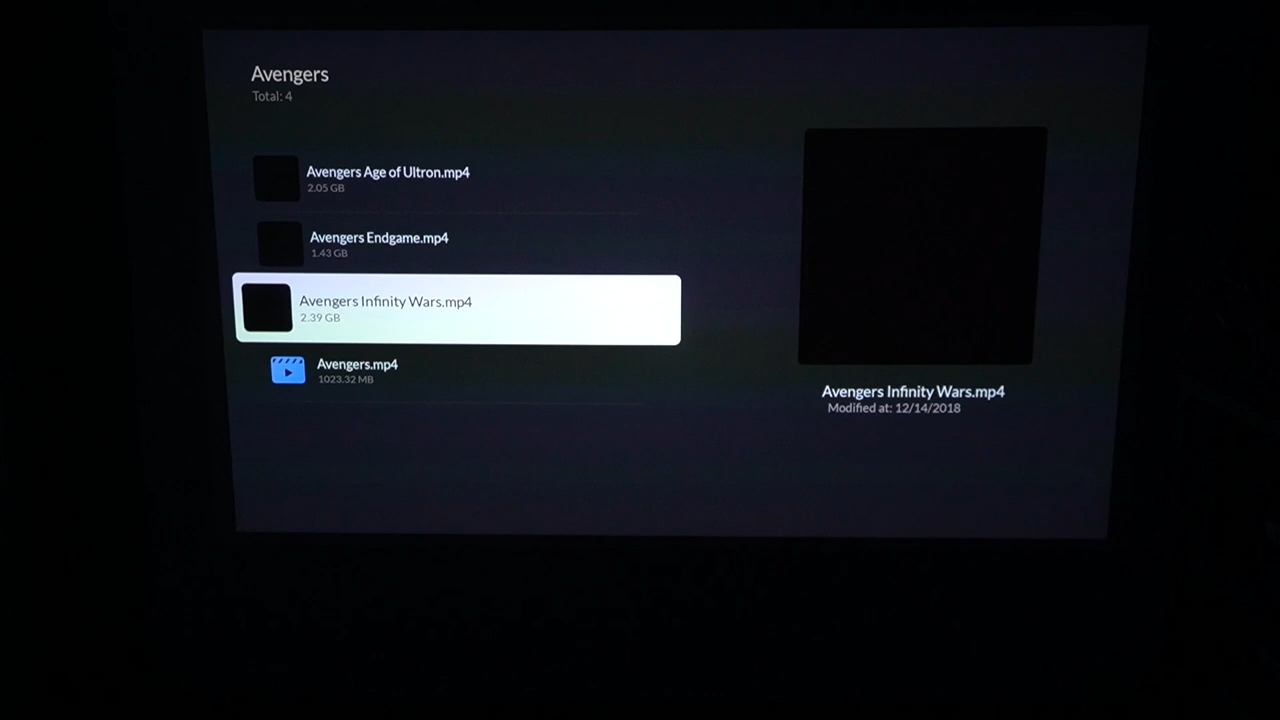 Avengers
Total: 4
Avengers Age of Ultron.mp4
2.05 GB
Avengers Endgame.mp4
1.43 GB
Avengers Infinity Wars.mp4
2.39 GB
Avengers.mp4
1023.32 MB
Avengers Infinity Wars.mp4
Modified at: 12/14/2018